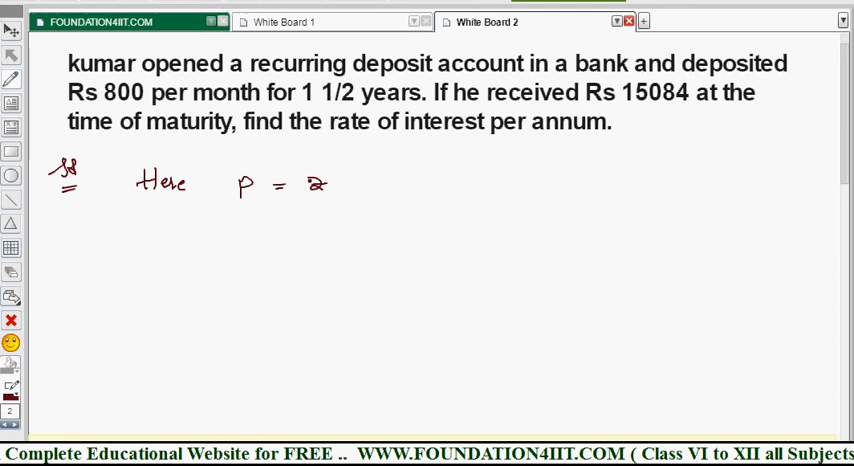 FOUNDATION4IIT.COM White Board 1 White Board 2
kumar opened a recurring deposit account in a bank and deposited
Rs 800 per month for 1 1/2 years. If he received Rs 15084 at the
time of maturity, find the rate of interest per annum.
Here P =
2
Complete Educational Website for FREE .. WWW.FOUNDATION4IIT.COM ( Class VI to XII all Subjects